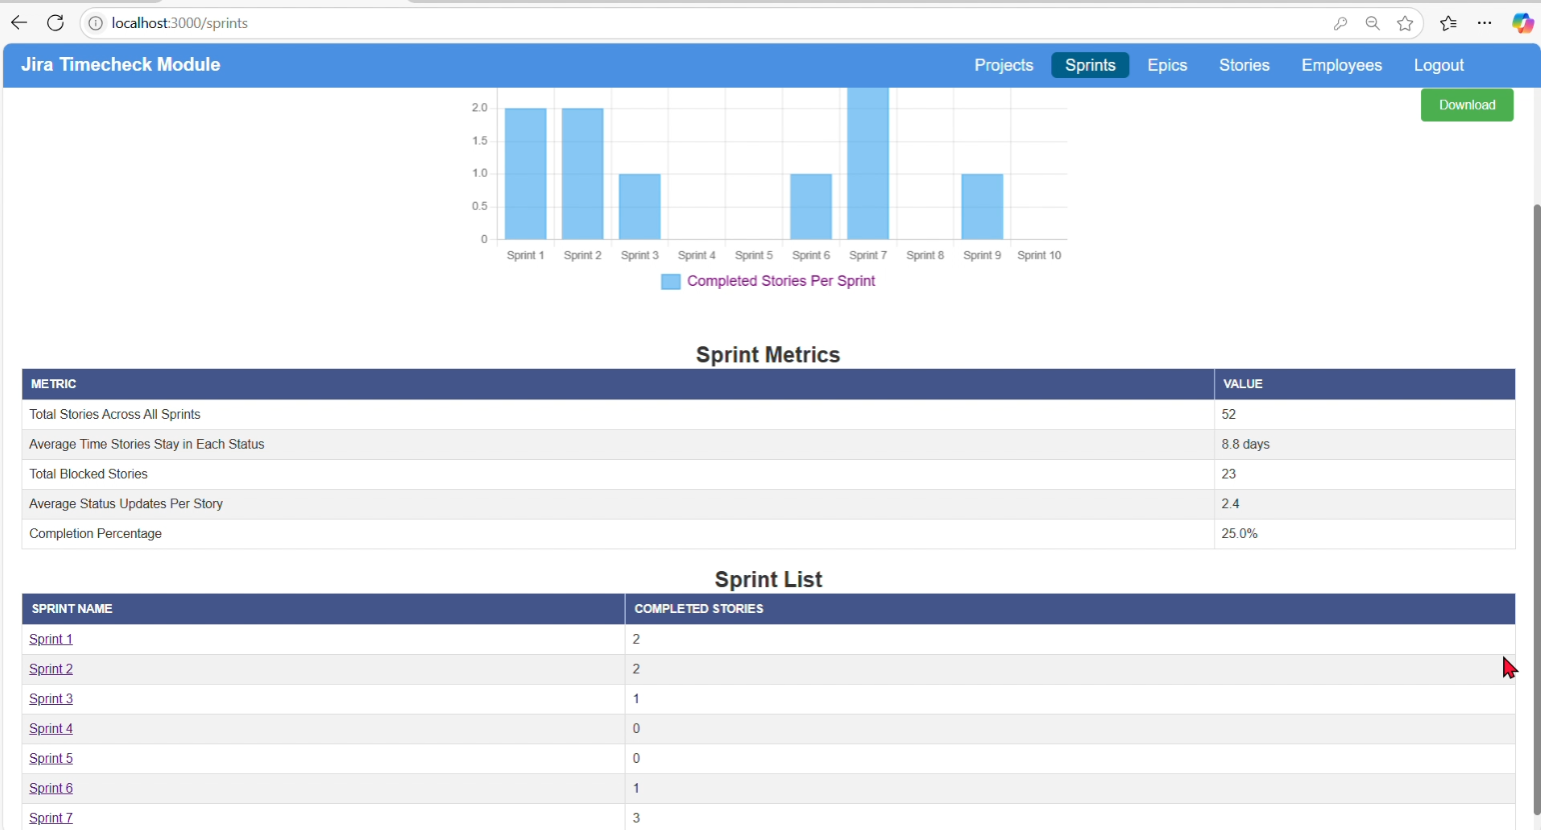 localhost:3000/sprints
Jira Timecheck Module Projects Sprints Epics Stories Employees Logout
Download
2.0
1.5
1.0
0.5
0
Sprint 1 Sprint 2 Sprint 3 Sprint 4 Sprint 5 Sprint 6 Sprint 7 Sprint 8 Sprint 9 Sprint 10
Completed Stories Per Sprint
Sprint Metrics
METRIC VALUE
Total Stories Across All Sprints 52
Average Time Stories Stay in Each Status 8.8 days
Total Blocked Stories 23
Average Status Updates Per Story 2.4
Completion Percentage 25.0%
Sprint List
SPRINT NAME COMPLETED STORIES
Sprint 1 2
Sprint 2 2
Sprint 3 1
Sprint 4 0
Sprint 5 0
Sprint 6 1
Sprint 7 3